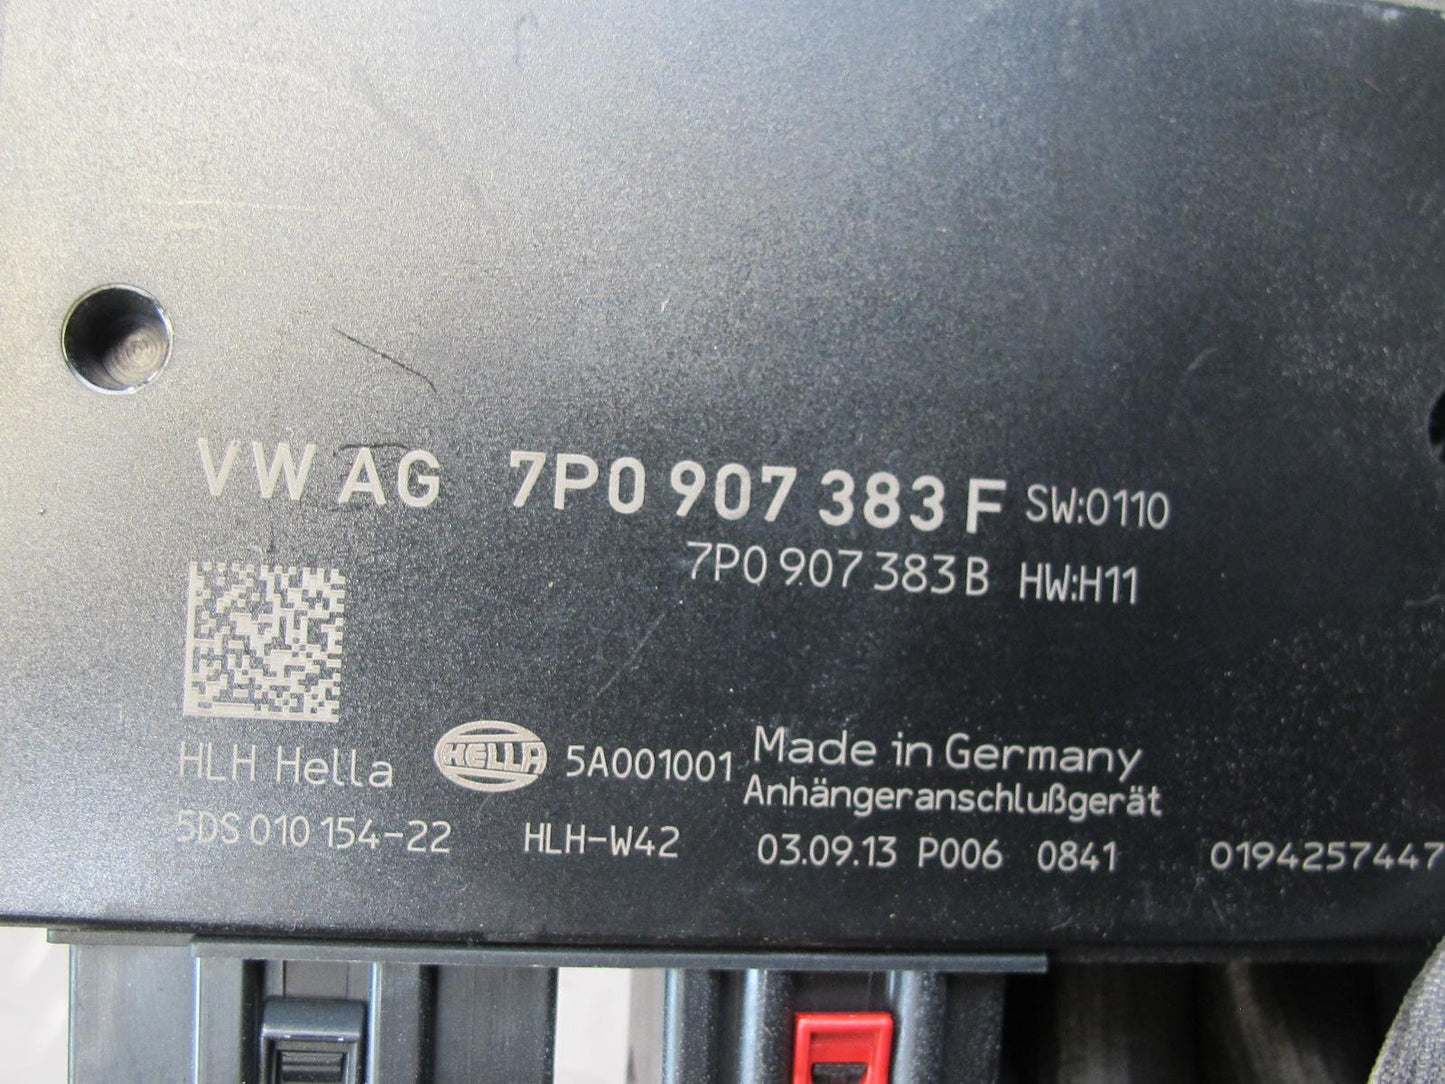 VW AG 7P0 907 383 F SW:0110
7P0 907 383 B HW:H11
HLH Hella HELLA 5A001001 Made in Germany
Anhängeranschlußgerät
5DS 010 154-22 HLH-W42 03.09.13 P006 0841 0194257447